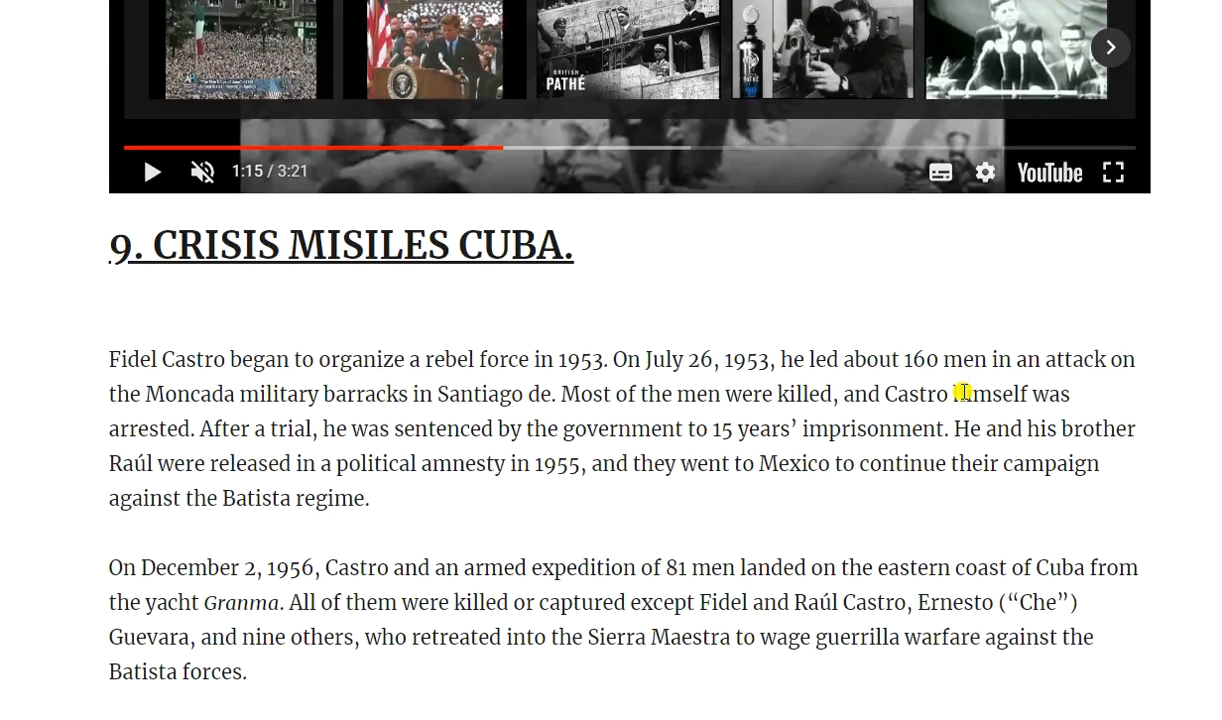 BRITISH
PATHÉ
1:15 / 3:21
YouTube
9. CRISIS MISILES CUBA.
Fidel Castro began to organize a rebel force in 1953. On July 26, 1953, he led about 160 men in an attack on
the Moncada military barracks in Santiago de. Most of the men were killed, and Castro himself was
arrested. After a trial, he was sentenced by the government to 15 years’ imprisonment. He and his brother
Raúl were released in a political amnesty in 1955, and they went to Mexico to continue their campaign
against the Batista regime.
On December 2, 1956, Castro and an armed expedition of 81 men landed on the eastern coast of Cuba from
the yacht Granma. All of them were killed or captured except Fidel and Raúl Castro, Ernesto (“Che”)
Guevara, and nine others, who retreated into the Sierra Maestra to wage guerrilla warfare against the
Batista forces.